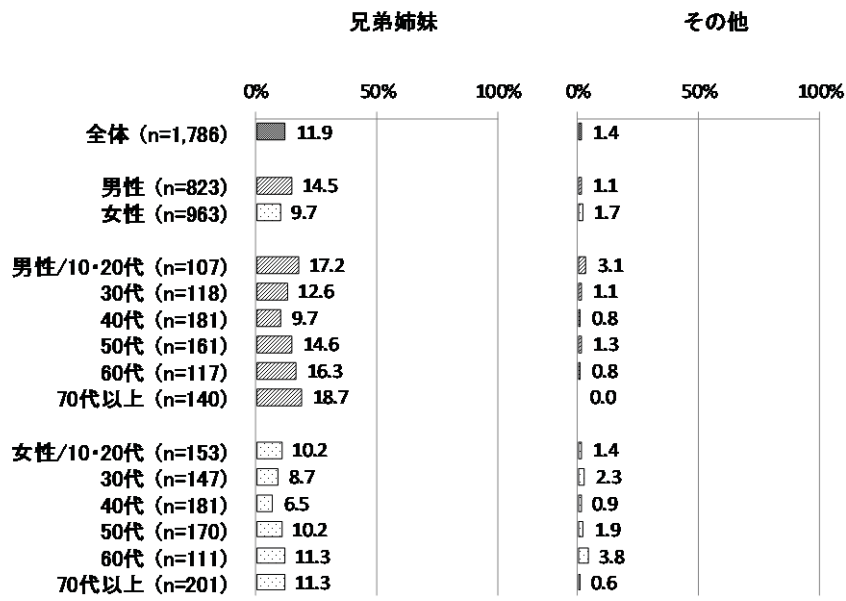 兄弟姉妹 その他
0% 50% 100% 0% 50% 100%
全体 (n=1,786) 11.9 1.4
男性 (n=823) 14.5 1.1
女性 (n=963) 9.7 1.7
男性/10・20代 (n=107) 17.2 3.1
30代 (n=118) 12.6 1.1
40代 (n=181) 9.7 0.8
50代 (n=161) 14.6 1.3
60代 (n=117) 16.3 0.8
70代以上 (n=140) 18.7 0.0
女性/10・20代 (n=153) 10.2 1.4
30代 (n=147) 8.7 2.3
40代 (n=181) 6.5 0.9
50代 (n=170) 10.2 1.9
60代 (n=111) 11.3 3.8
70代以上 (n=201) 11.3 0.6